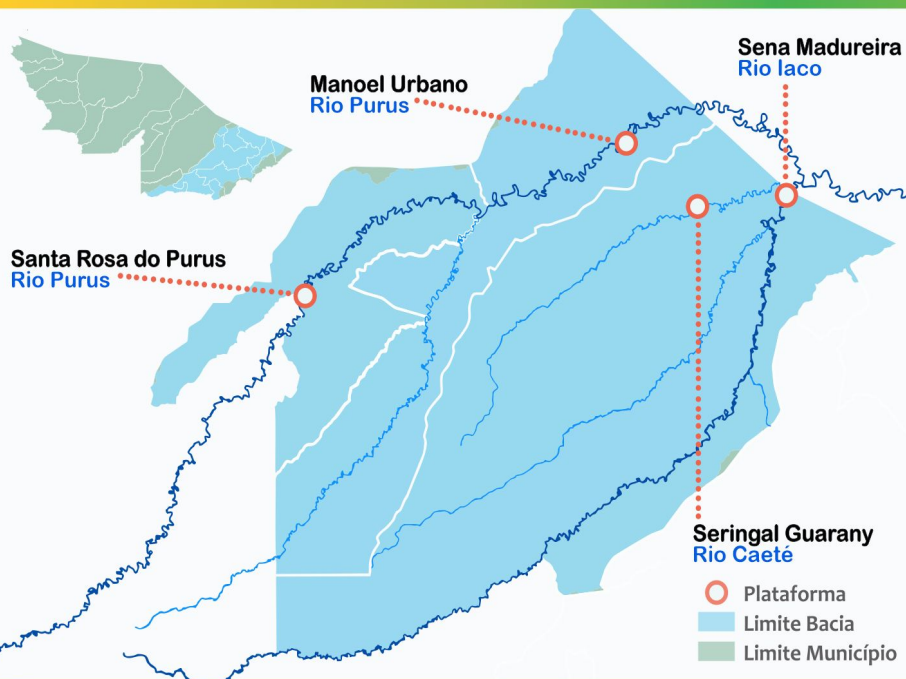 Sena Madureira
Rio Iaco
Manoel Urbano
Rio Purus
Santa Rosa do Purus
Rio Purus
Seringal Guarany
Rio Caeté
Plataforma
Limite Bacia
Limite Município